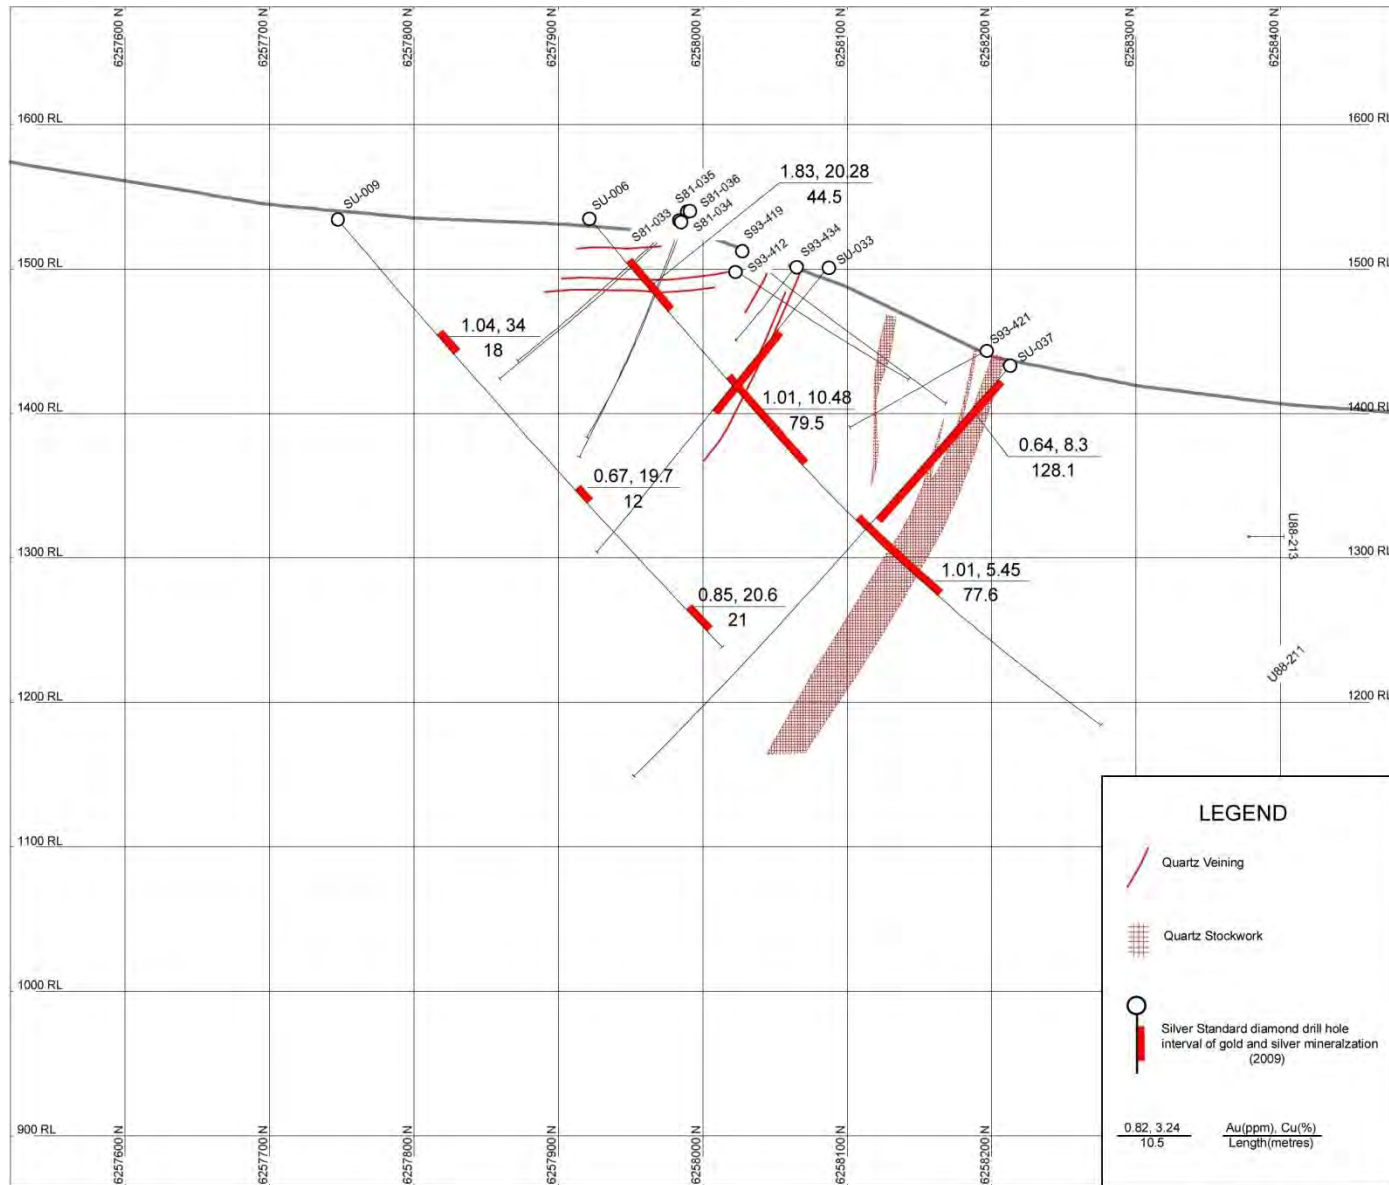 6257600 N
6257700 N
6257800 N
6257900 N
6258000 N
6258100 N
6258200 N
6258300 N
6258400 N
1600 RL
1600 RL
SU-009
SU-006
S81-033
S81-035
S81-036
S81-034
1.83, 20.28
44.5
S93-419
S93-412
S93-434
SU-033
1500 RL
1500 RL
S93-421
SU-037
1.04, 34
18
1.01, 10.48
79.5
1400 RL
1400 RL
0.64, 8.3
128.1
0.67, 19.7
12
U88-213
1300 RL
1300 RL
1.01, 5.45
77.6
0.85, 20.6
21
U88-211
1200 RL
1200 RL
1100 RL
1000 RL
900 RL
LEGEND
Quartz Veining
Quartz Stockwork
Silver Standard diamond drill hole
interval of gold and silver mineralzation
(2009)
0.82, 3.24
10.5
Au(ppm), Cu(%)
Length(metres)
6257600 N
6257700 N
6257800 N
6257900 N
6258000 N
6258100 N
6258200 N